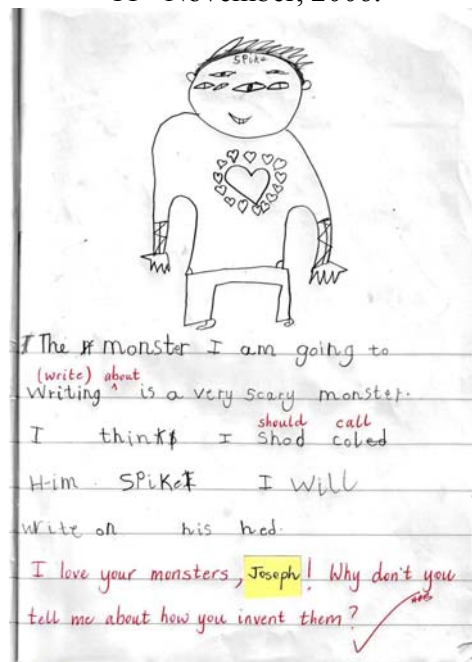 November, 2006.
Spike
The monster I am going to
(write) about
Writing ^ is a very scary monster.
should call
I think I shod coled
Him . SPiKe I Will
write on his hed.
I love your monsters, Joseph! Why don't you
tell me about how you invent them?